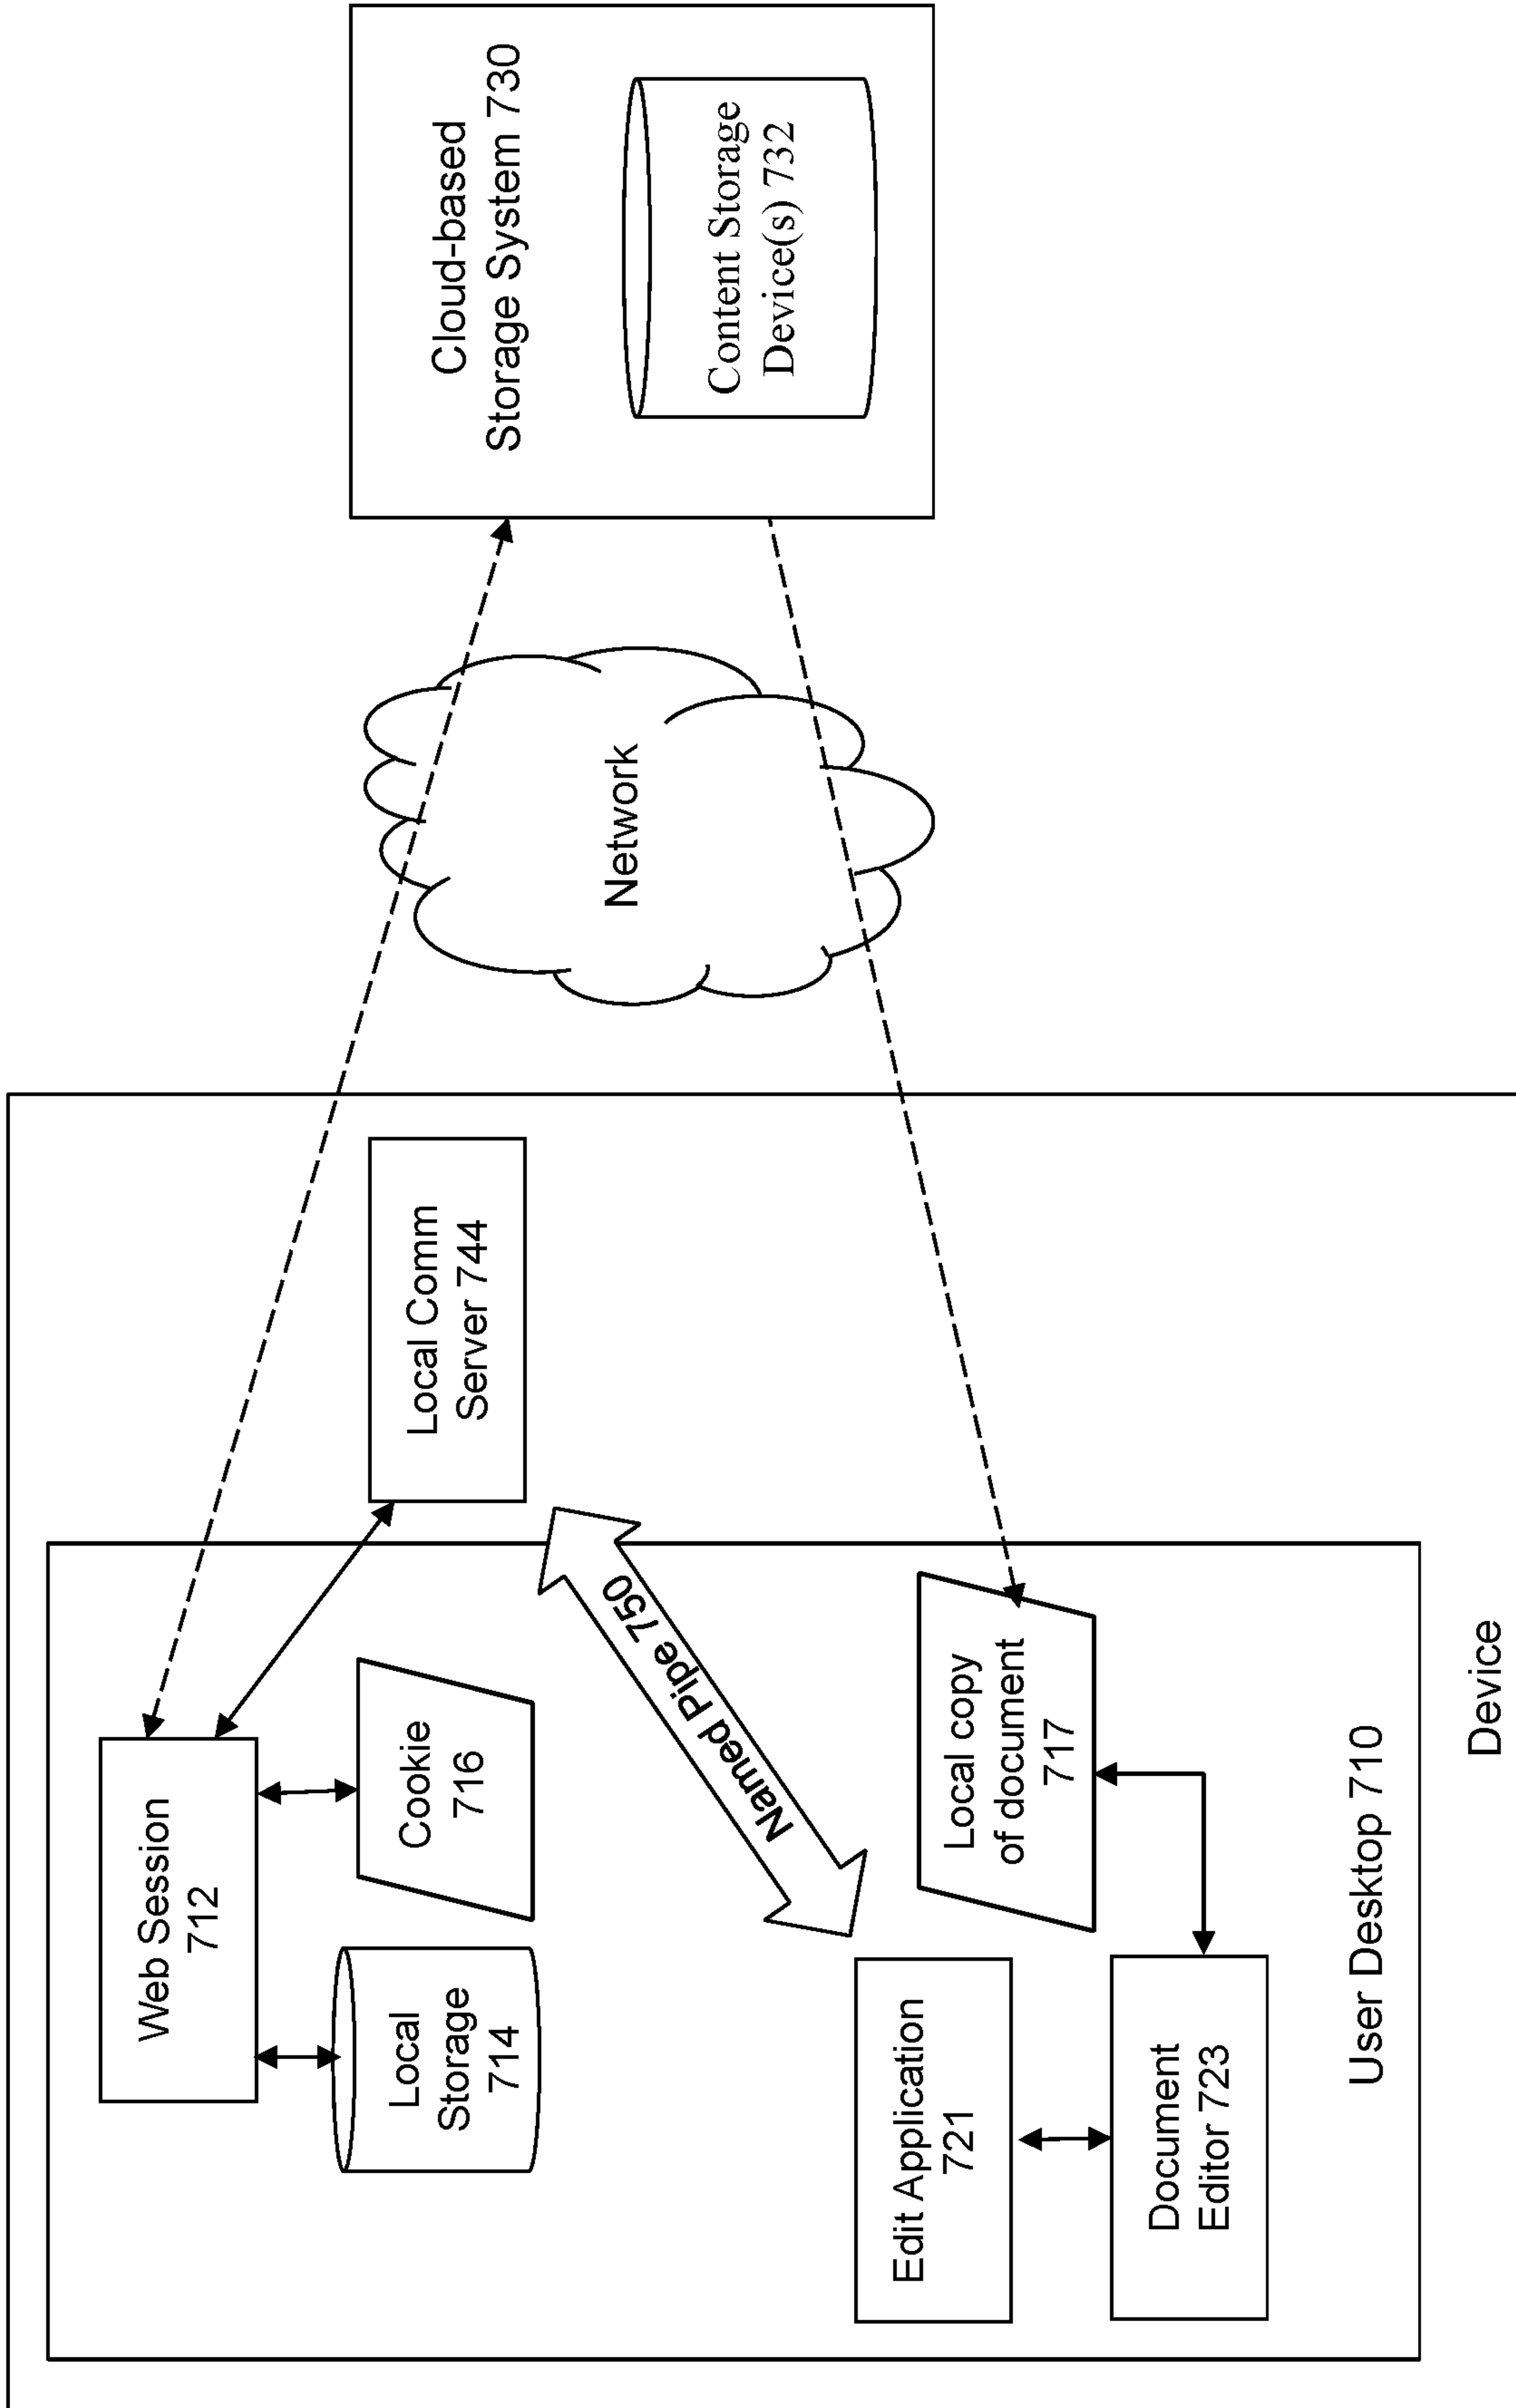 Web Session
712
Local
Storage
714
Cookie
716
Local Comm
Server 744
Named Pipe 750
Edit Application
721
Document
Editor 723
Local copy
of document
717
User Desktop 710
Device
Network
Cloud-based
Storage System 730
Content Storage
Device(s) 732